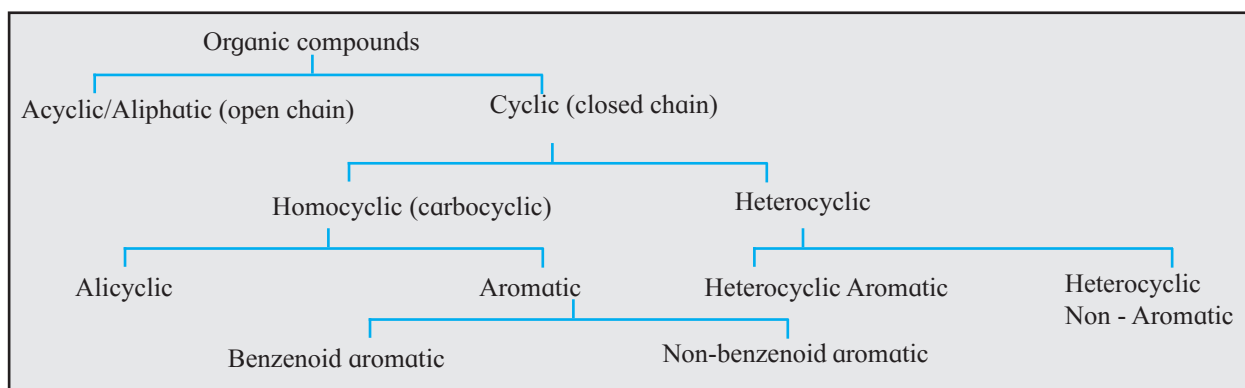 Organic compounds
Acyclic/Aliphatic (open chain)
Cyclic (closed chain)
Homocyclic (carbocyclic)
Heterocyclic
Alicyclic
Aromatic
Heterocyclic Aromatic
Heterocyclic
Non - Aromatic
Benzenoid aromatic
Non-benzenoid aromatic